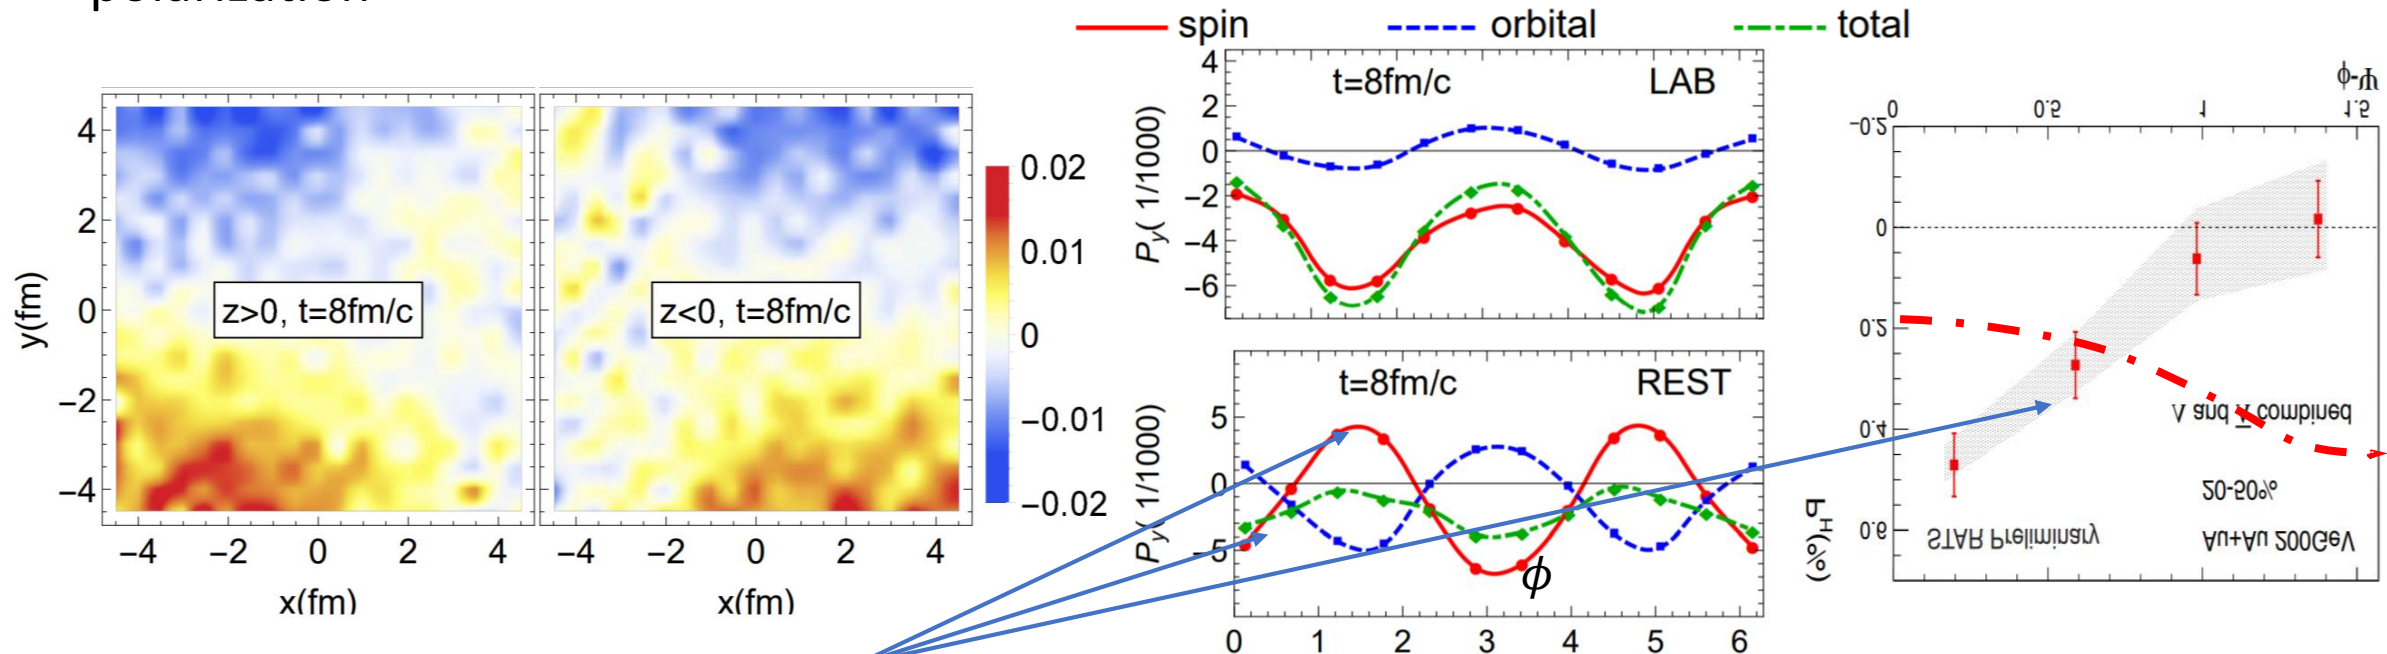 polarization
spin orbital total
4 2 0 −2 −4
y(fm)
z>0, t=8fm/c
−4 −2 0 2 4
x(fm)
z<0, t=8fm/c
−4 −2 0 2 4
x(fm)
0.02
0.01
0
−0.01
−0.02
t=8fm/c LAB
4 2 0 −2 −4 −6
P_y( 1/1000)
t=8fm/c REST
5 0 −5
P_y( 1/1000)
ϕ
0 1 2 3 4 5 6
ϕ-Ψ
0 0.5 1 1.5
−0.2 0 0.2 0.4 0.6
P_H(%)
Λ and Λ̅ combined
20-50%
STAR Preliminary
Au+Au 200GeV